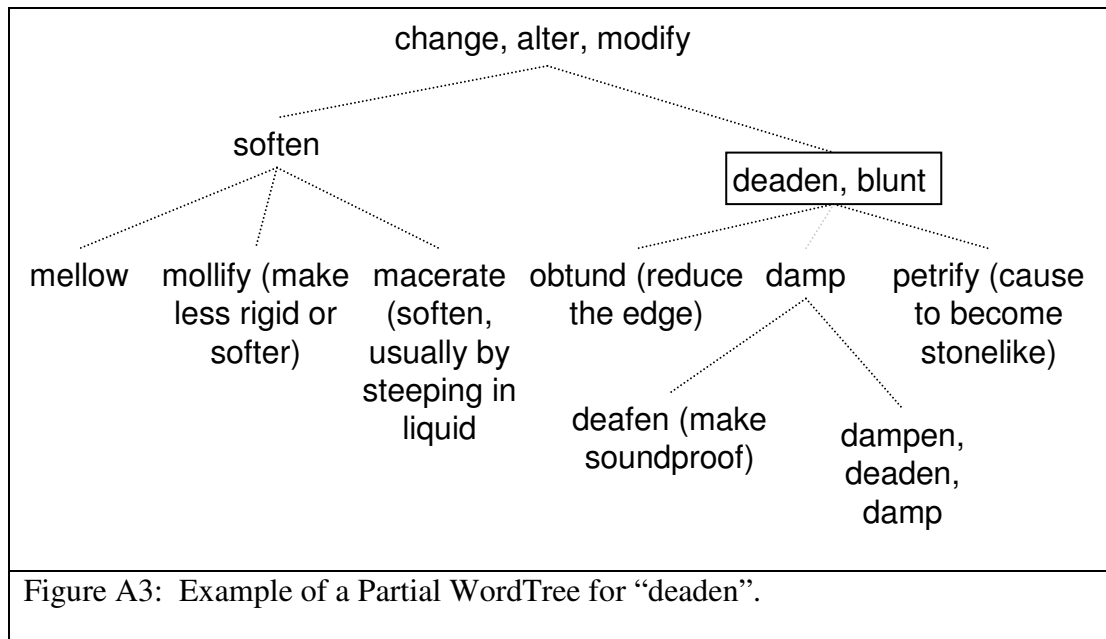 change, alter, modify
soften
deaden, blunt
mellow
mollify (make
less rigid or
softer)
macerate
(soften,
usually by
steeping in
liquid
obtund (reduce
the edge)
damp
petrify (cause
to become
stonelike)
deafen (make
soundproof)
dampen,
deaden,
damp
Figure A3:  Example of a Partial WordTree for “deaden”.